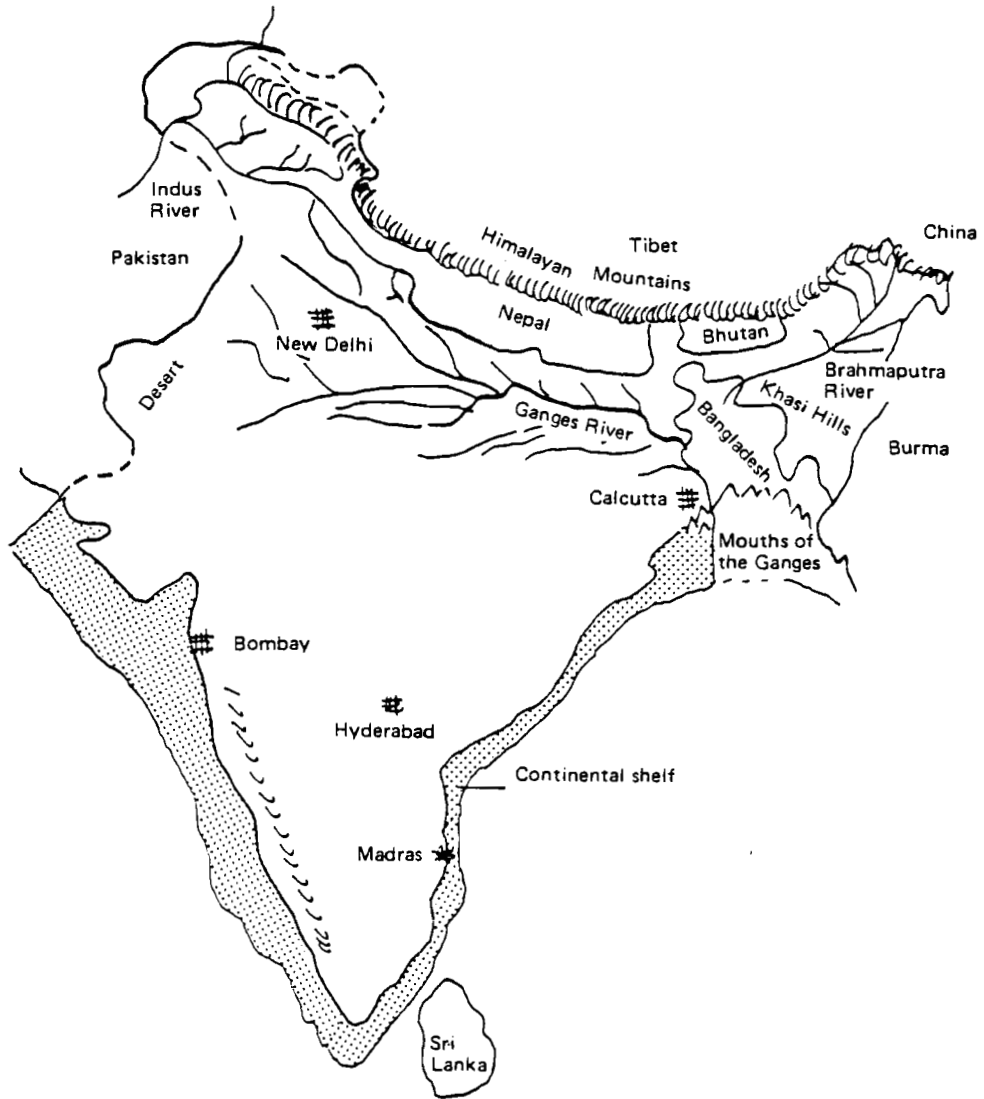 Indus
River
Pakistan
Himalayan
Tibet
Mountains
China
Nepal
Bhutan
New Delhi
Desert
Brahmaputra
River
Khasi Hills
Ganges River
Bangladesh
Burma
Calcutta
Mouths of
the Ganges
Bombay
Hyderabad
Continental shelf
Madras
Sri
Lanka